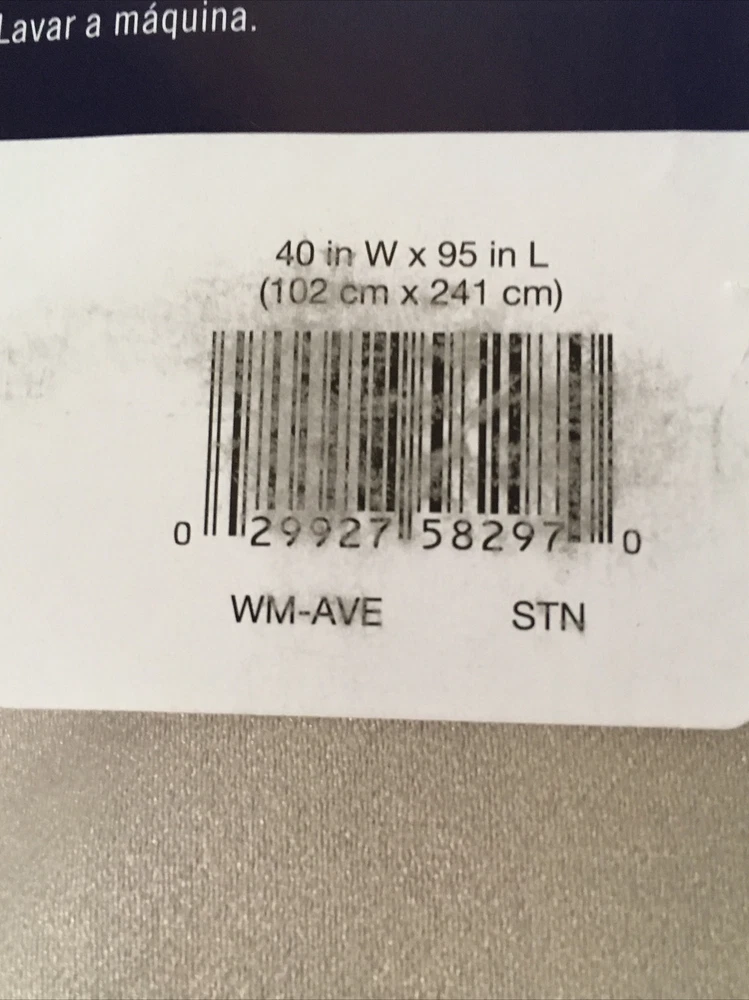 Lavar a máquina.
40 in W x 95 in L
(102 cm x 241 cm)
0 29927 58297 0
WM-AVE STN